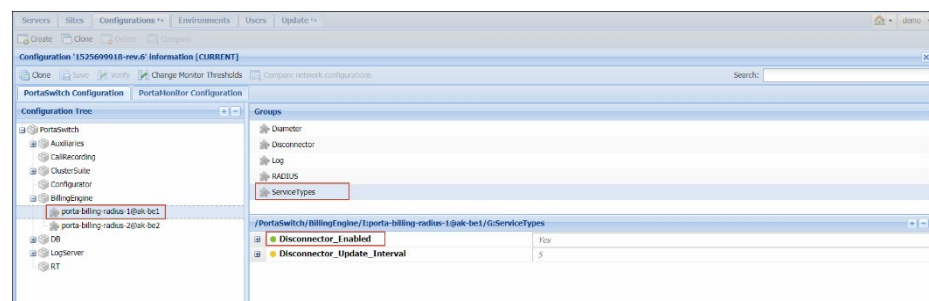 Servers Sites Configurations Environments Users Update demo
Create Clone Delete Compare
Configuration '1525699918-rev.6' information [CURRENT]
Clone Save Verify Change Monitor Thresholds Compare network configurations Search:
PortaSwitch Configuration PortaMonitor Configuration
Configuration Tree
PortaSwitch
Auxiliaries
CallRecording
ClusterSuite
Configurator
BillingEngine
porta-billing-radius-1@ak-be1
porta-billing-radius-2@ak-be2
DB
LogServer
RT
Groups
Diameter
Disconnector
Log
RADIUS
ServiceTypes
/PortaSwitch/BillingEngine/I:porta-billing-radius-1@ak-be1/G:ServiceTypes
Disconnector_Enabled Yes
Disconnector_Update_Interval 5